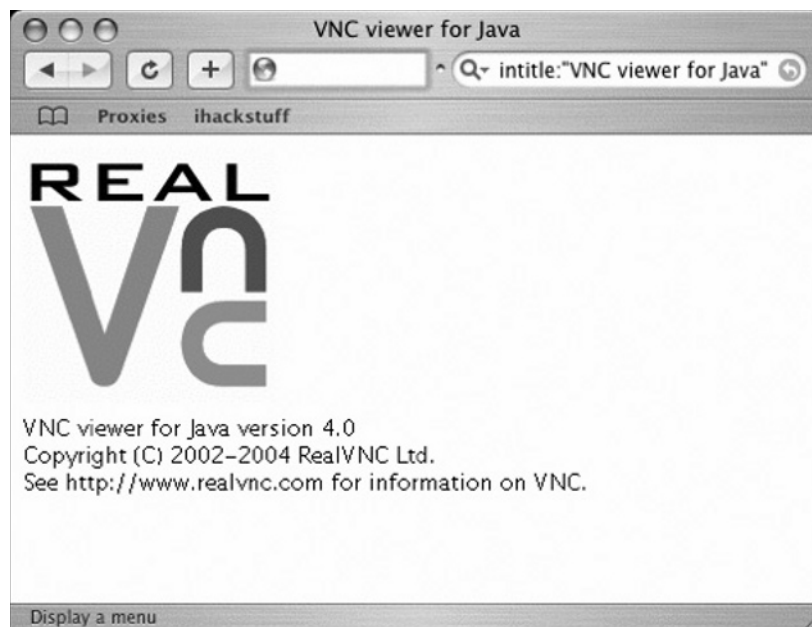 VNC viewer for Java
intitle:"VNC viewer for Java"
Proxies ihackstuff
REAL
Vnc
VNC viewer for Java version 4.0
Copyright (C) 2002–2004 RealVNC Ltd.
See http://www.realvnc.com for information on VNC.
Display a menu